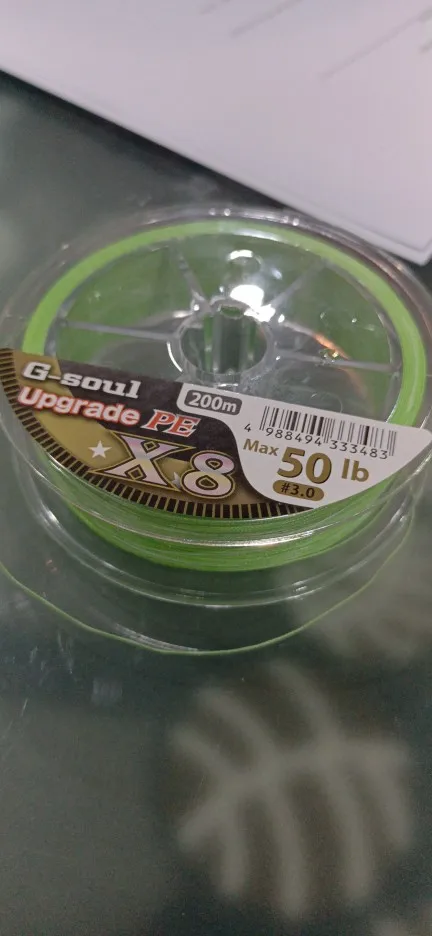 G-soul
Upgrade PE
X8
200m
4 988494 333483
Max 50 lb
#3.0